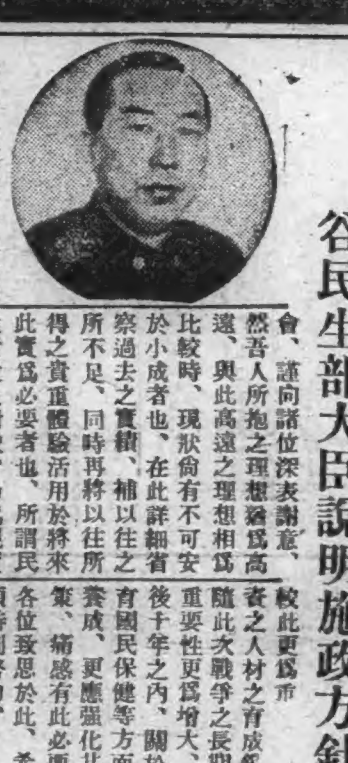 谷民生部大臣說明施政方針
會、謹向諸位深表謝意、
然吾人所抱之理想猶爲高
遠、與此高遠之理想相爲
比較時、現狀尙有不可安
於小成者也、在此詳細省
察過去之實績、補以往之
所不足、同時再將以往所
得之貴重體驗活用於將來
此實爲必要者也、所謂民
較此更爲重
者之人材之育成
隨此次戰爭之長期
重要性更爲增大、
後十年之內、關於
育國民保健等方面
養成、更應强化
策、痛感有此必要
各位致思於此、希